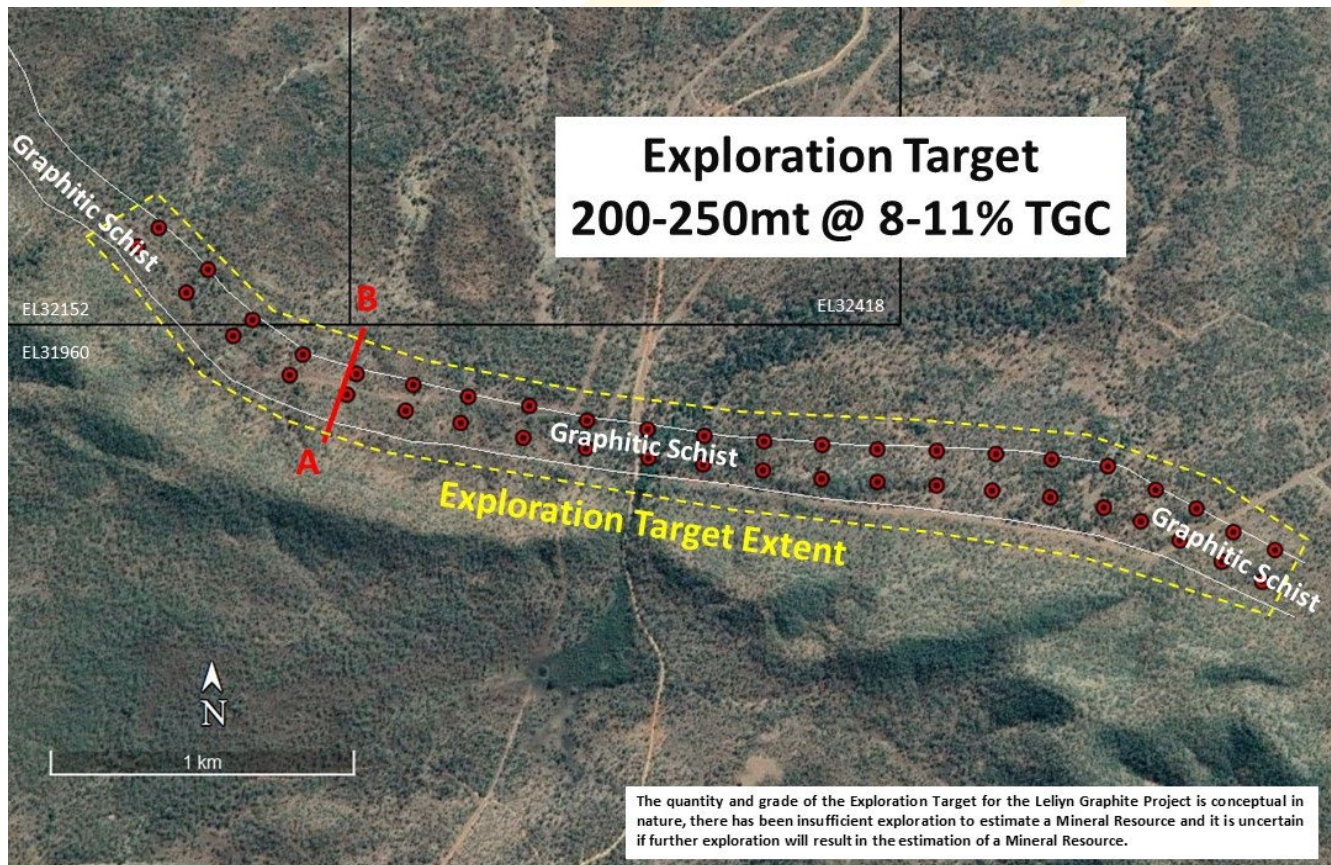 Exploration Target
200-250mt @ 8-11% TGC
Graphitic Schist
EL32152
EL32418
EL31960
B
A
Graphitic Schist
Exploration Target Extent
Graphitic Schist
N
1 km
The quantity and grade of the Exploration Target for the Leliyn Graphite Project is conceptual in
nature, there has been insufficient exploration to estimate a Mineral Resource and it is uncertain
if further exploration will result in the estimation of a Mineral Resource.